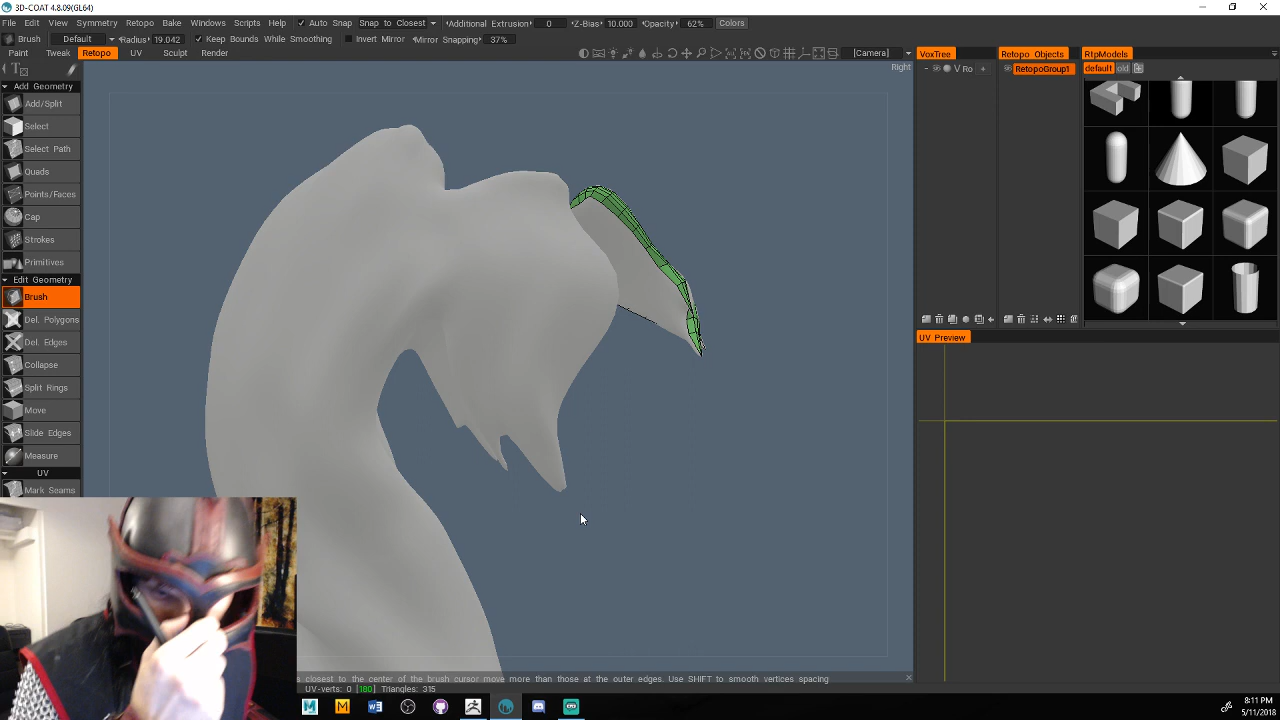 3D-COAT 4.8.09(GL64)
File Edit View Symmetry Retopo Bake Windows Scripts Help Auto Snap Snap to Closest Additional Extrusion 0 Z-Bias 10.000 Opacity 62% Colors
Brush Default Radius 19.042 Keep Bounds While Smoothing Invert Mirror Mirror Snapping 37%
Paint Tweak Retopo UV Sculpt Render [Camera] VoxTree Retopo Objects RtpModels
Right V Ro + RetopoGroup1 default old
Add Geometry
Add/Split
Select
Select Path
Quads
Points/Faces
Cap
Strokes
Primitives
Edit Geometry
Brush
Del. Polygons
Del. Edges
Collapse
Split Rings
Move
Slide Edges
Measure
UV
Mark Seams
UV Preview
s closest to the center of the brush cursor move more than those at the outer edges. Use SHIFT to smooth vertices spacing
UV-verts: 0 [180] Triangles: 315
8:11 PM
5/11/2018